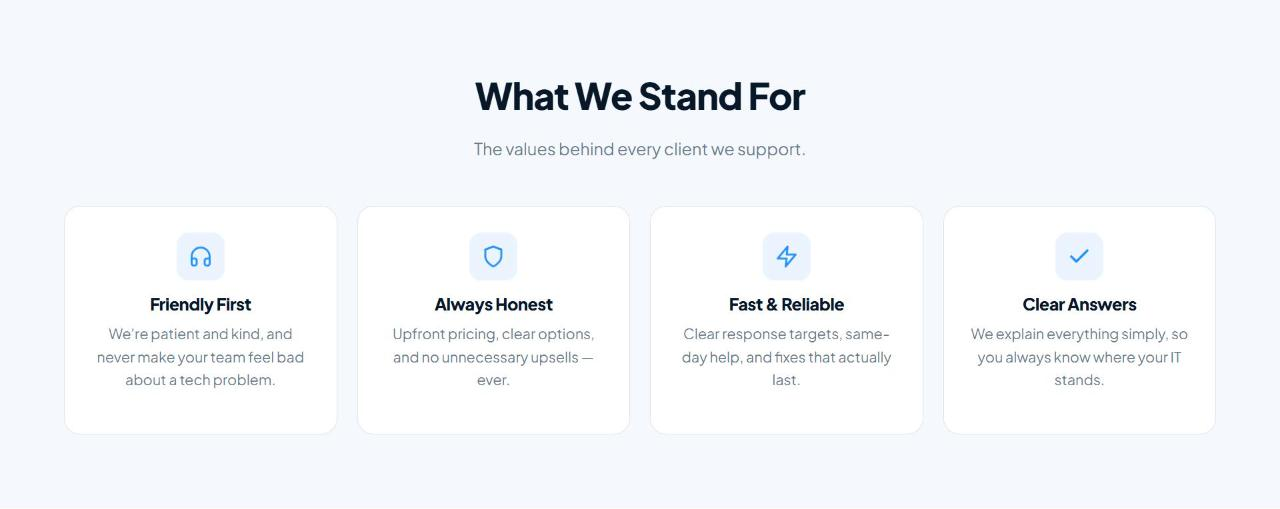 What We Stand For
The values behind every client we support.
Friendly First
We're patient and kind, and
never make your team feel bad
about a tech problem.
Always Honest
Upfront pricing, clear options,
and no unnecessary upsells —
ever.
Fast & Reliable
Clear response targets, same-
day help, and fixes that actually
last.
Clear Answers
We explain everything simply, so
you always know where your IT
stands.